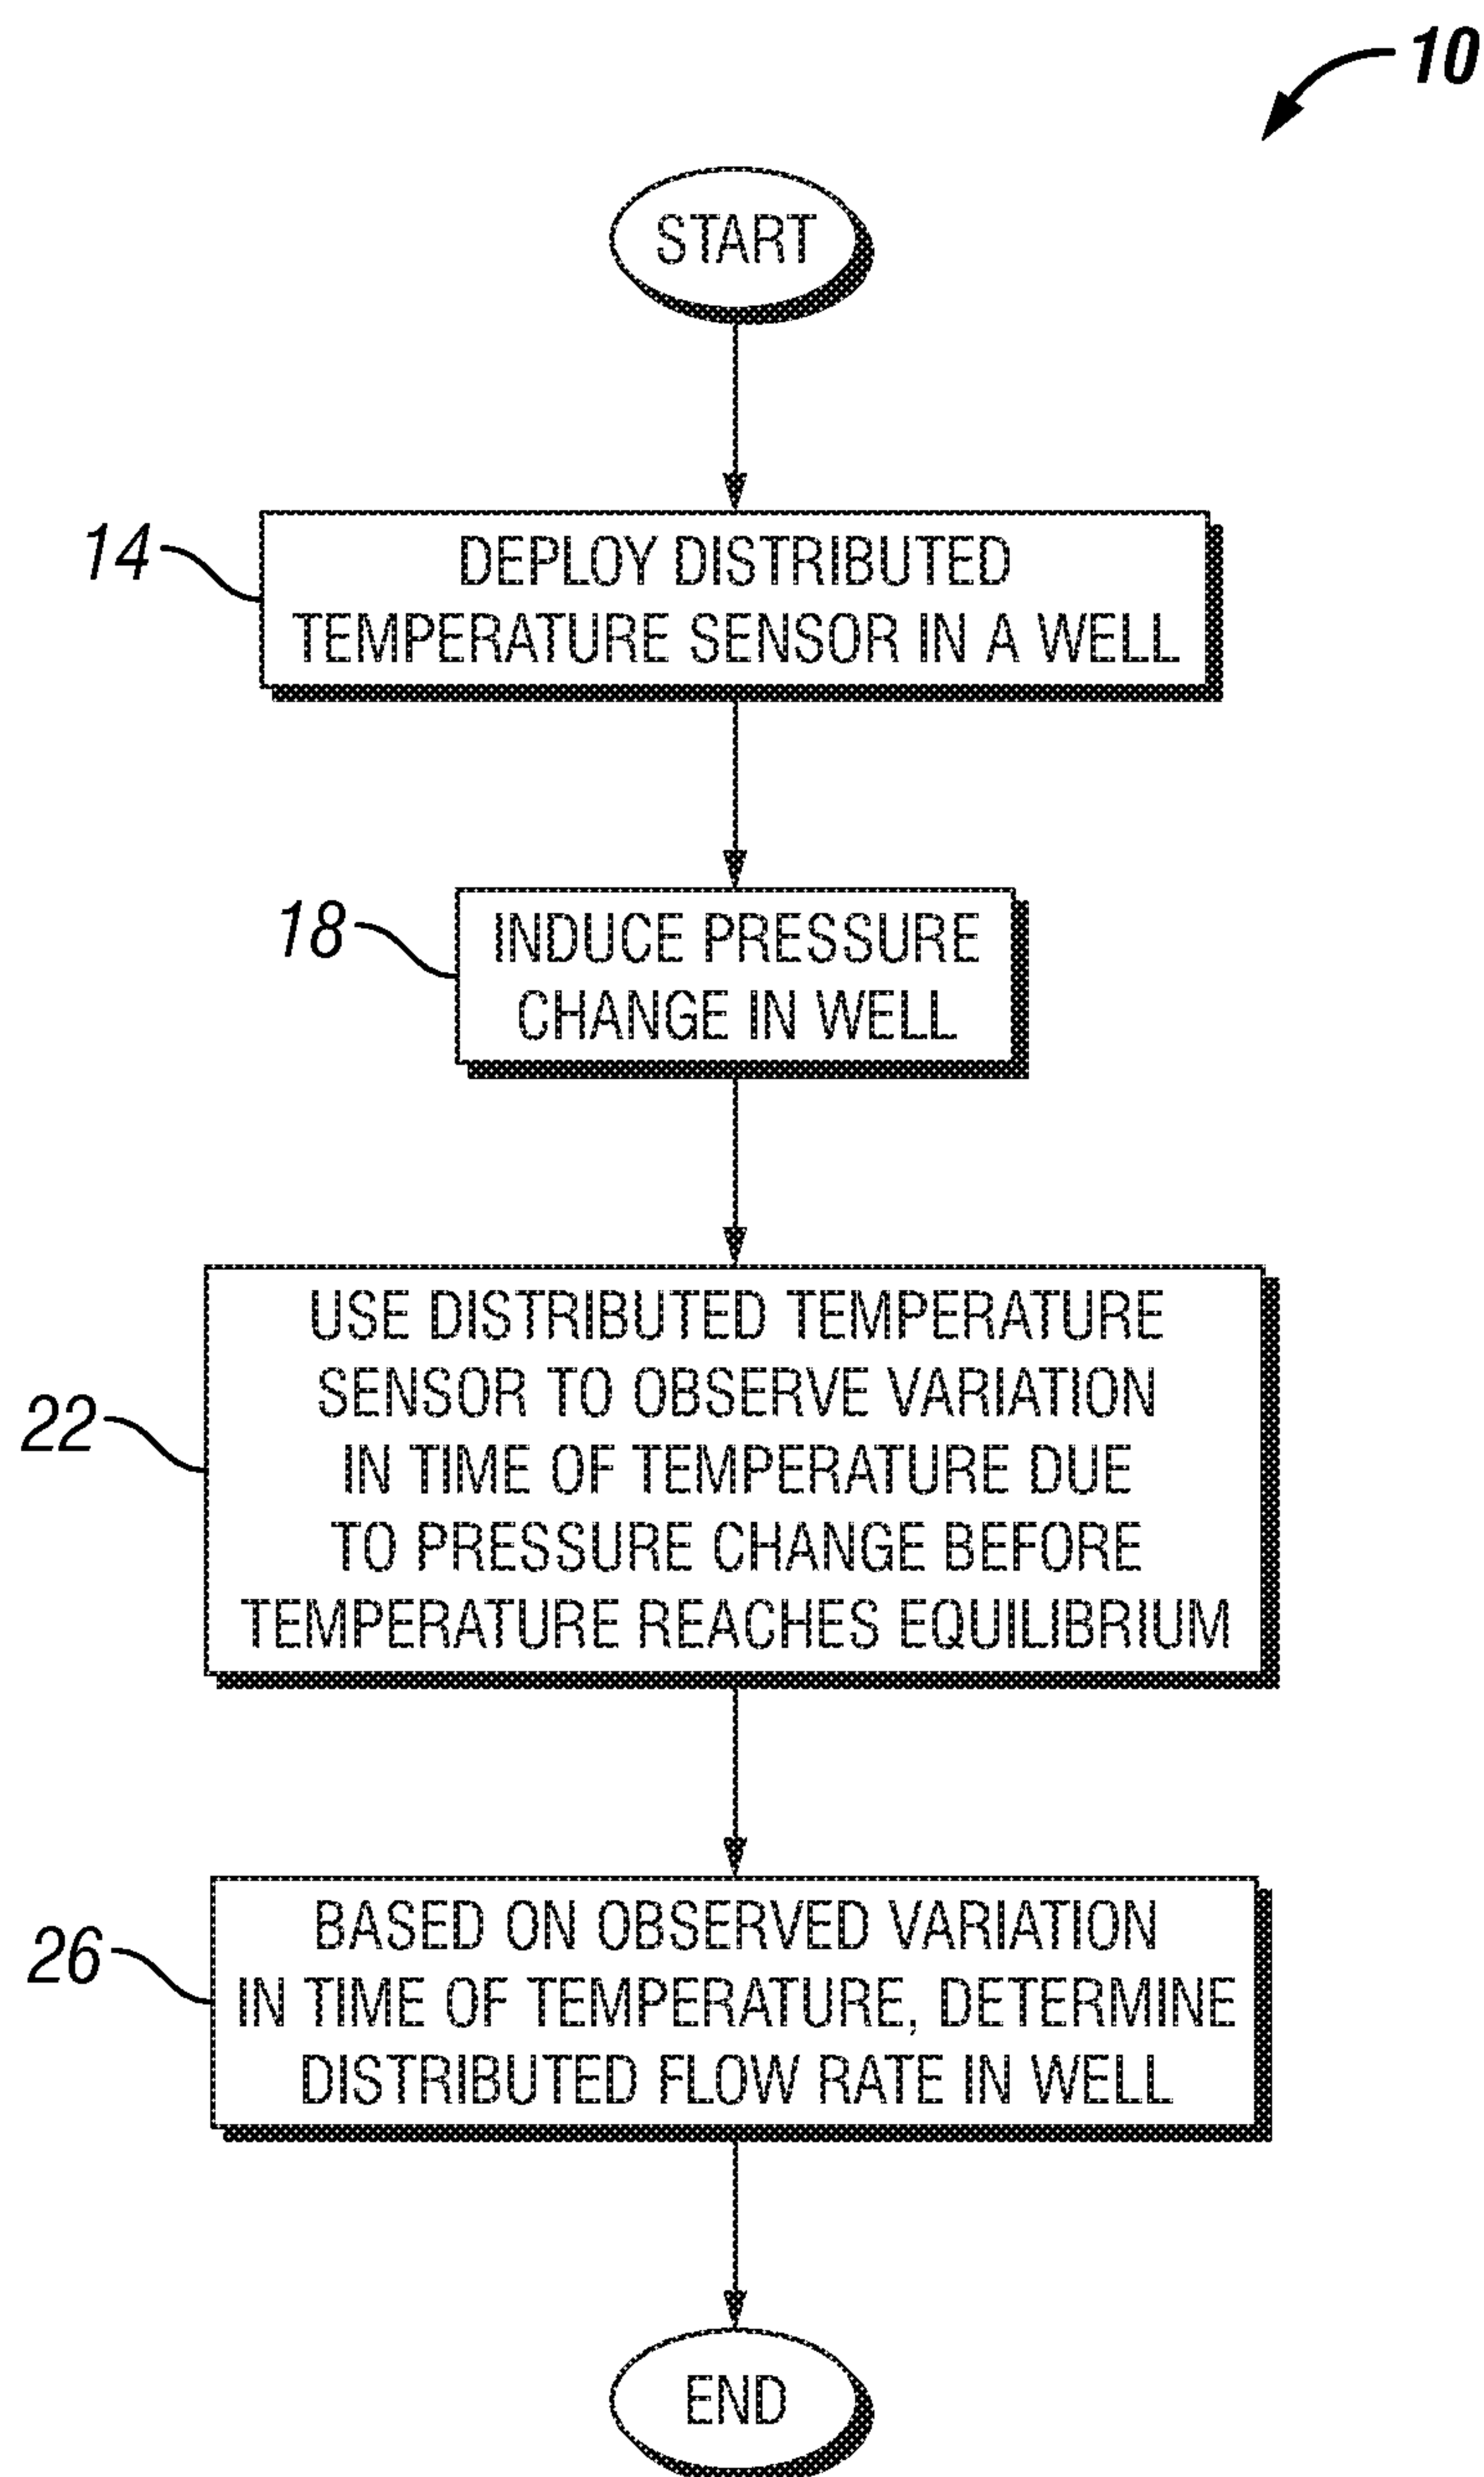 10
START
14
DEPLOY DISTRIBUTED
TEMPERATURE SENSOR IN A WELL
18
INDUCE PRESSURE
CHANGE IN WELL
22
USE DISTRIBUTED TEMPERATURE
SENSOR TO OBSERVE VARIATION
IN TIME OF TEMPERATURE DUE
TO PRESSURE CHANGE BEFORE
TEMPERATURE REACHES EQUILIBRIUM
26
BASED ON OBSERVED VARIATION
IN TIME OF TEMPERATURE, DETERMINE
DISTRIBUTED FLOW RATE IN WELL
END